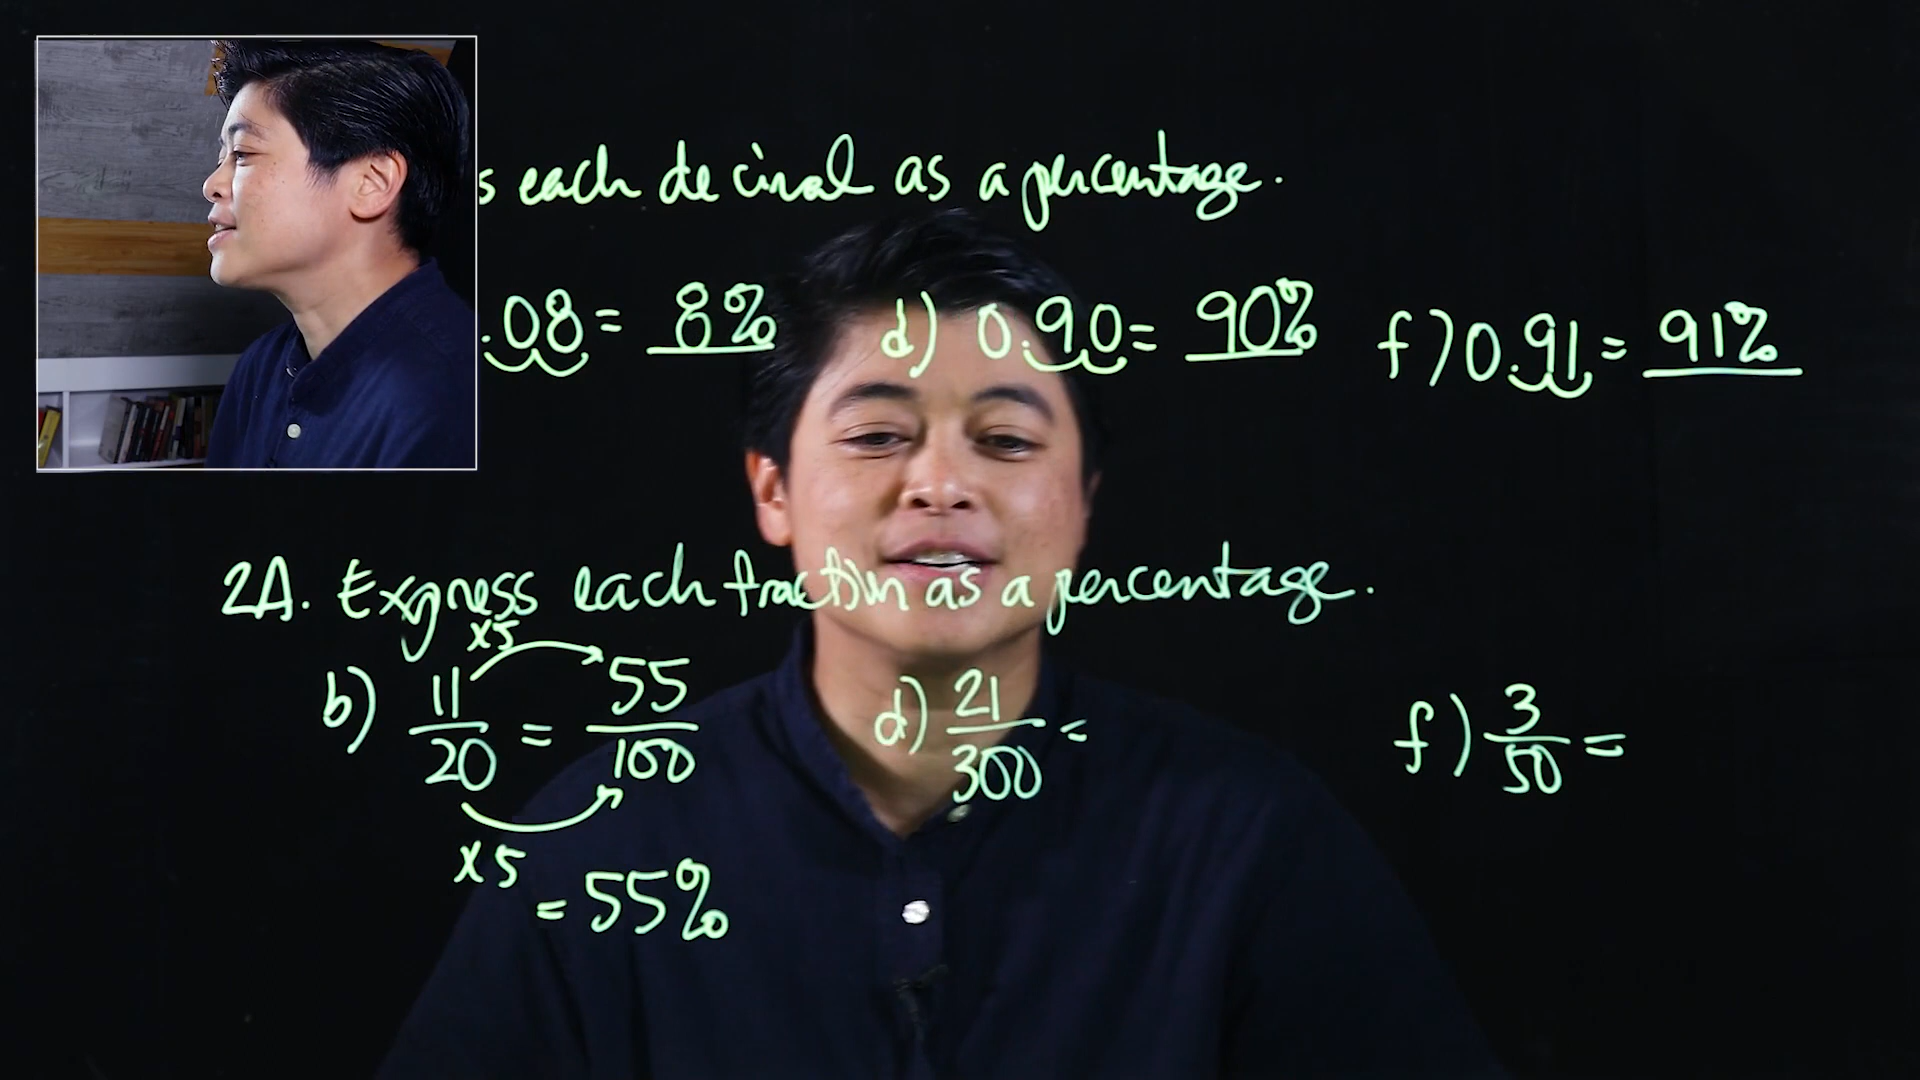 s each decimal as a percentage.
.08 = 8% d) 0.90 = 90% f) 0.91 = 91%
2A. Express each fraction as a percentage.
x5
b) 11/20 = 55/100 d) 21/300 = f) 3/50 =
x5
= 55%